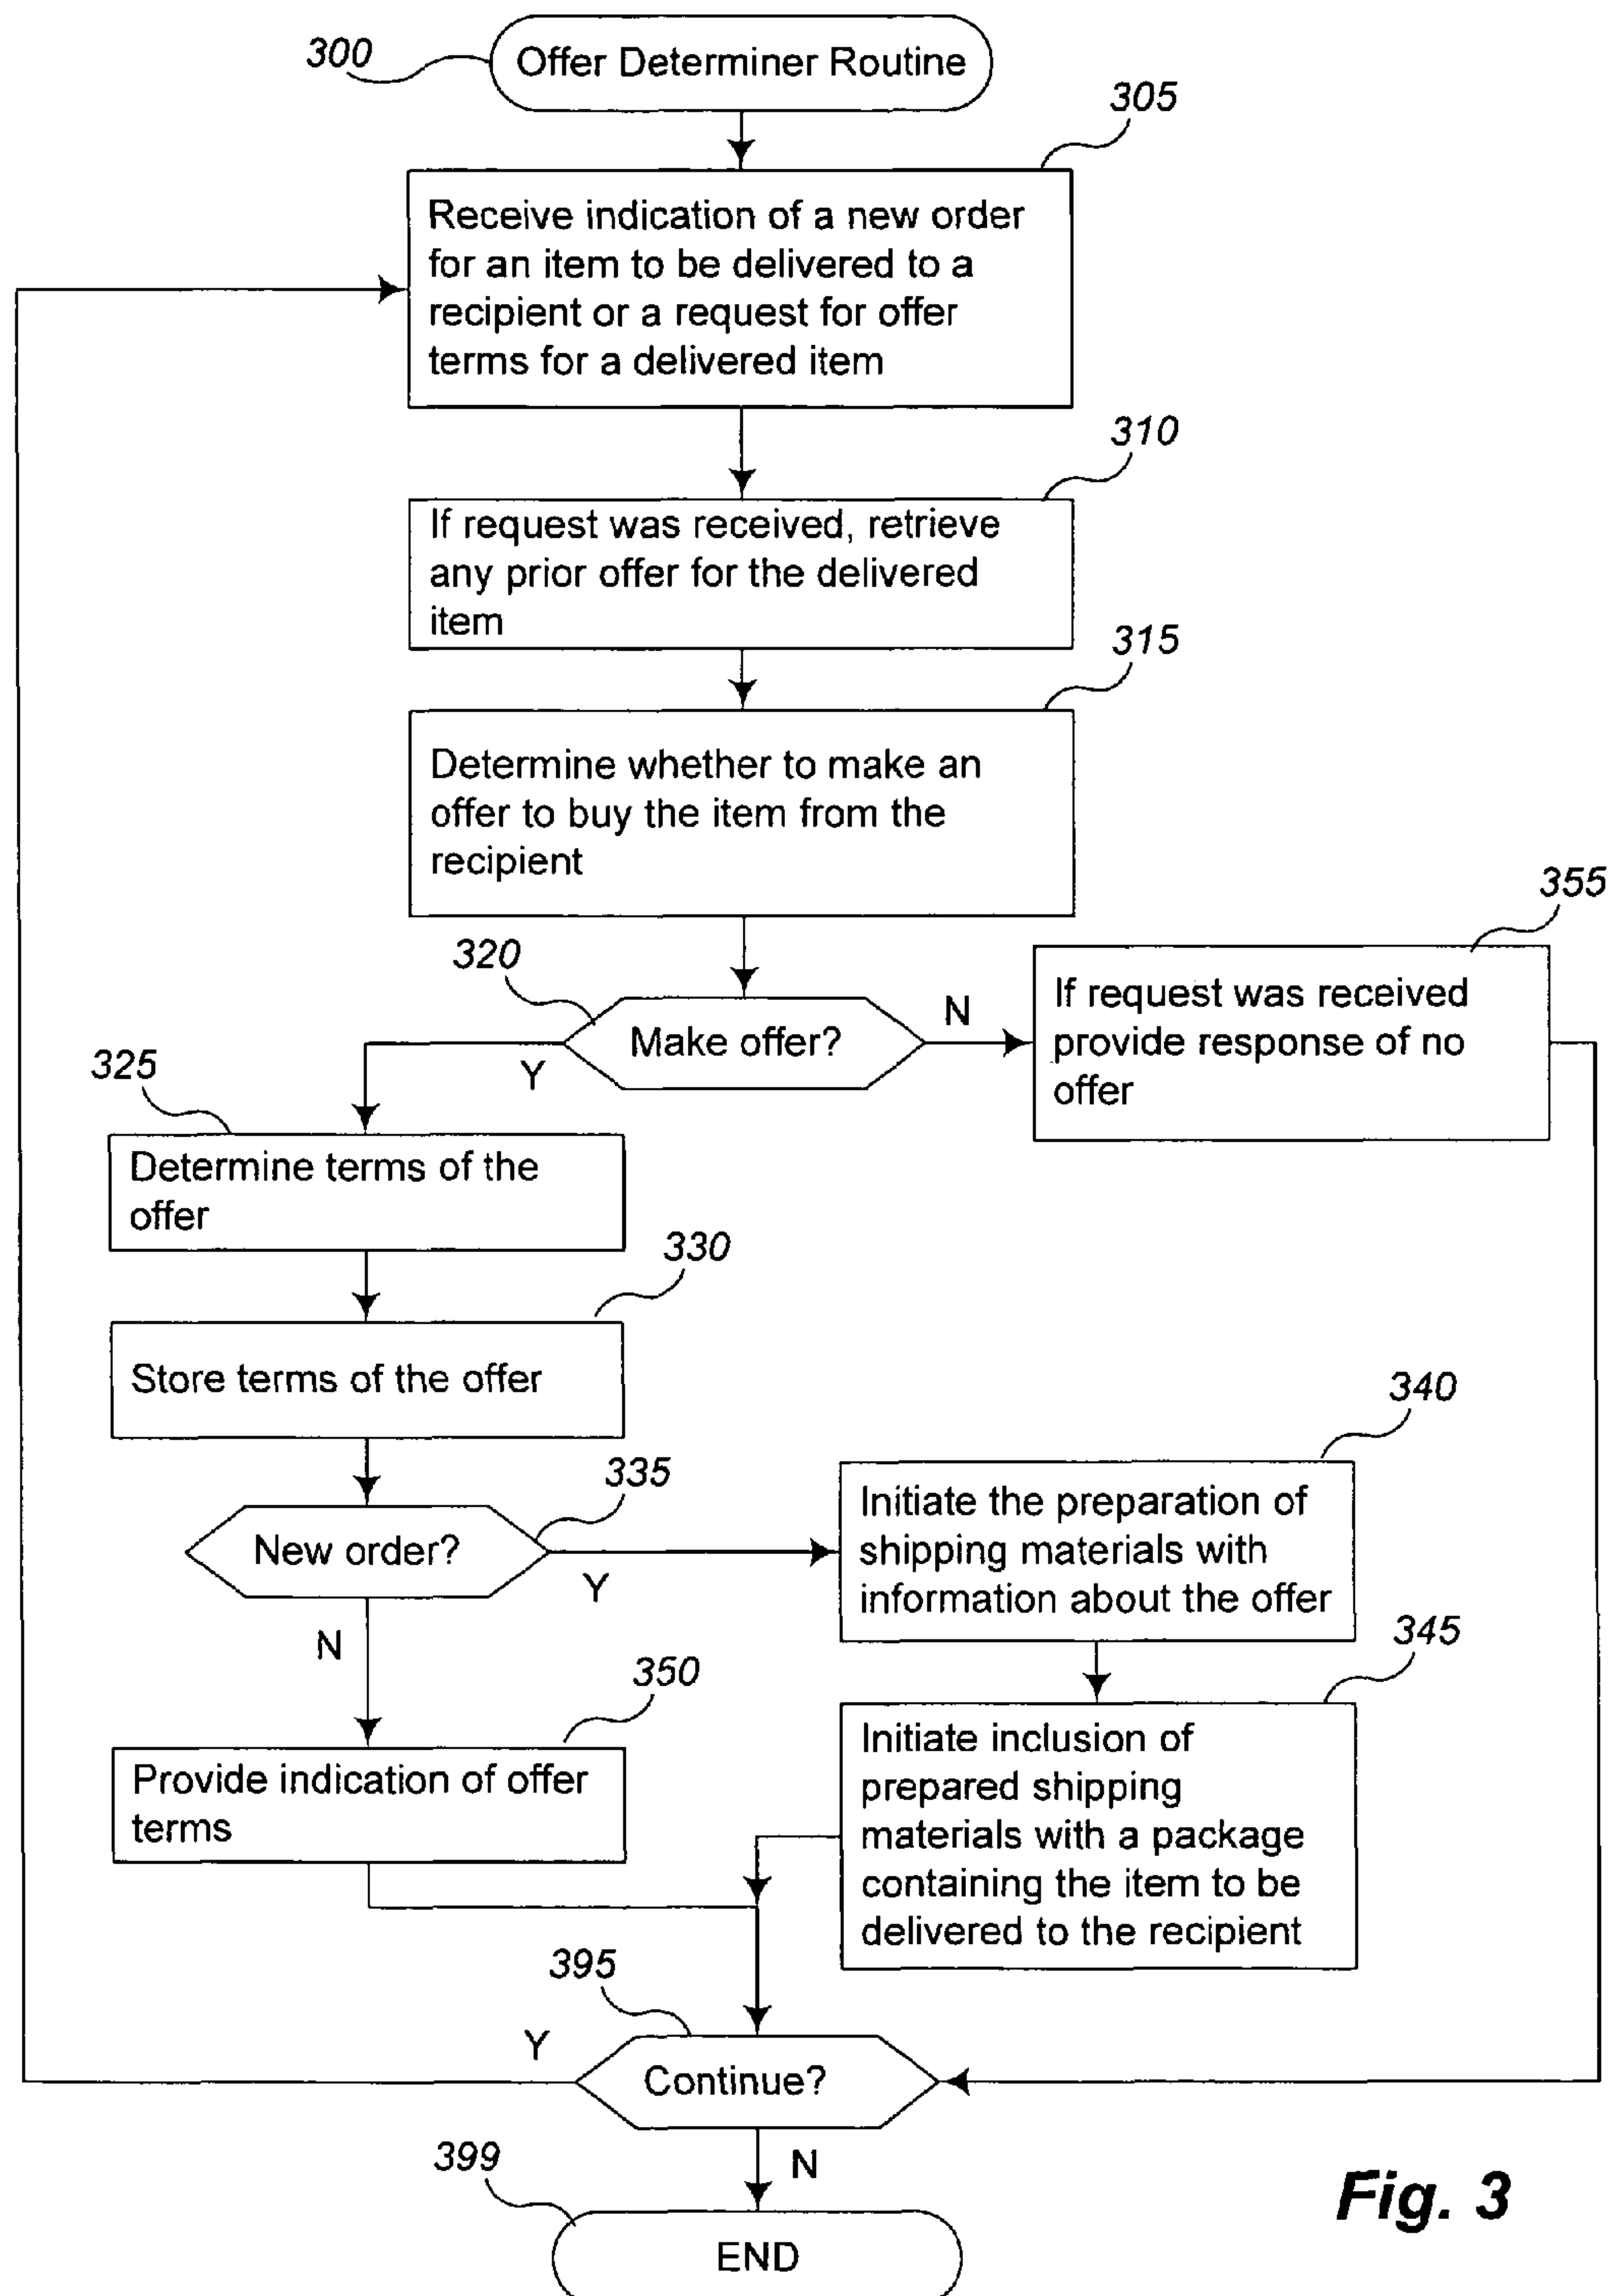 300
Offer Determiner Routine
305
Receive indication of a new order
for an item to be delivered to a
recipient or a request for offer
terms for a delivered item
310
If request was received, retrieve
any prior offer for the delivered
item
315
Determine whether to make an
offer to buy the item from the
recipient
355
320
Make offer?
N
Y
If request was received
provide response of no
offer
325
Determine terms of the
offer
330
Store terms of the offer
335
New order?
Y
N
340
Initiate the preparation of
shipping materials with
information about the offer
345
Initiate inclusion of
prepared shipping
materials with a package
containing the item to be
delivered to the recipient
350
Provide indication of offer
terms
395
Y
Continue?
N
399
END
Fig. 3